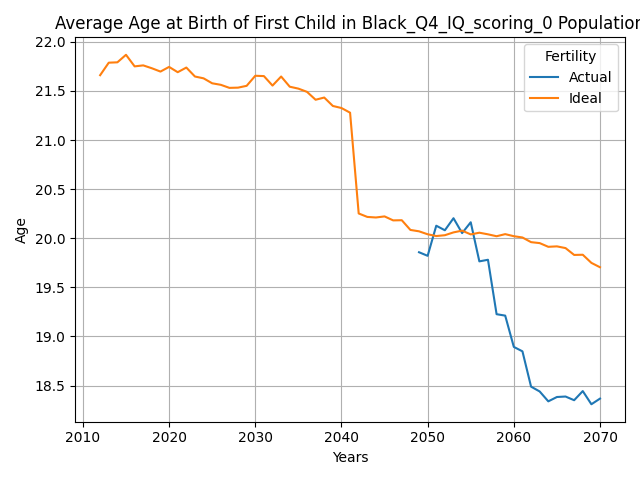 Average Age at Birth of First Child in Black_Q4_IQ_scoring_0 Population
22.0
21.5
21.0
20.5
20.0
19.5
19.0
18.5
Age
Fertility
Actual
Ideal
2010 2020 2030 2040 2050 2060 2070
Years